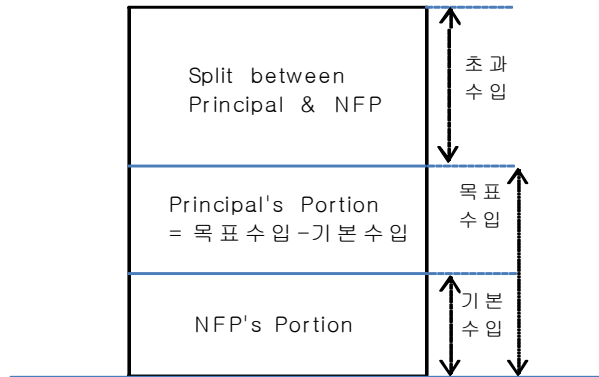 Split between
Principal & NFP
초과
수입
Principal's Portion
= 목표수입-기본수입
목표
수입
NFP's Portion
기본
수입